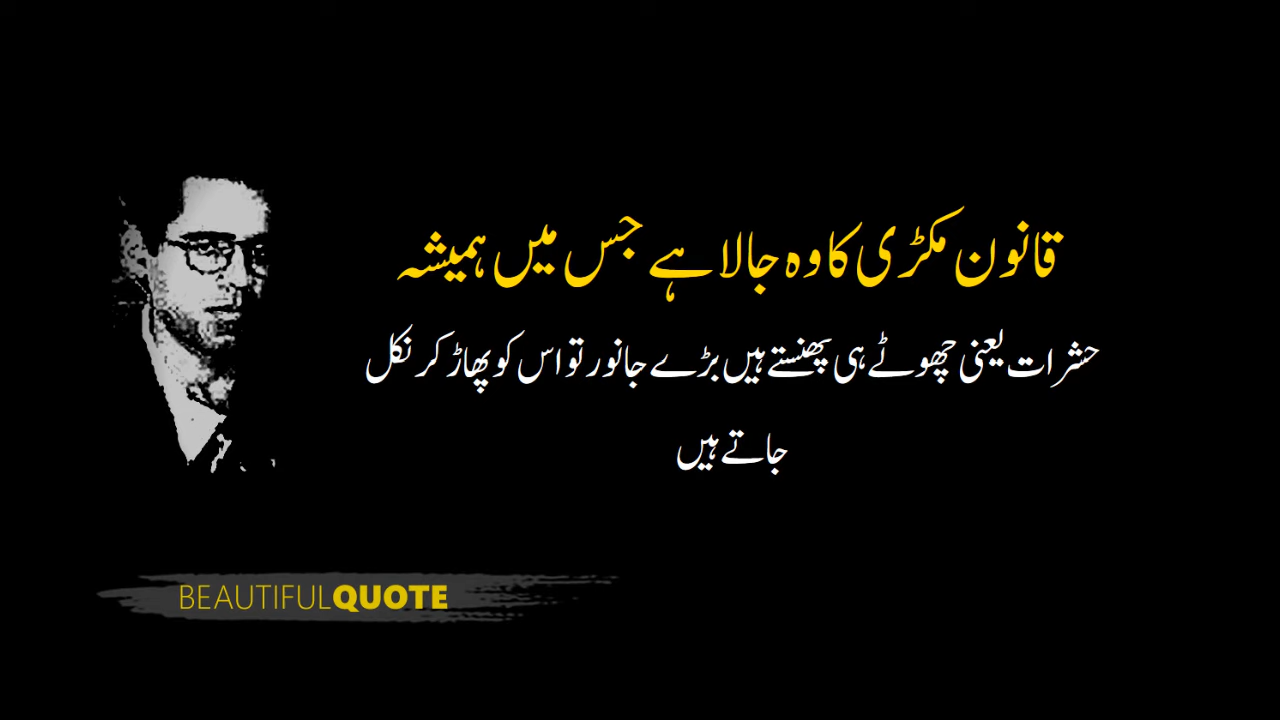 قانون مکڑی کا وہ جالا ہے جس میں ہمیشہ
حشرات یعنی چھوٹے ہی پھنستے ہیں بڑے جانور تو اس کو پھاڑ کر نکل
جاتے ہیں
BEAUTIFULQUOTE